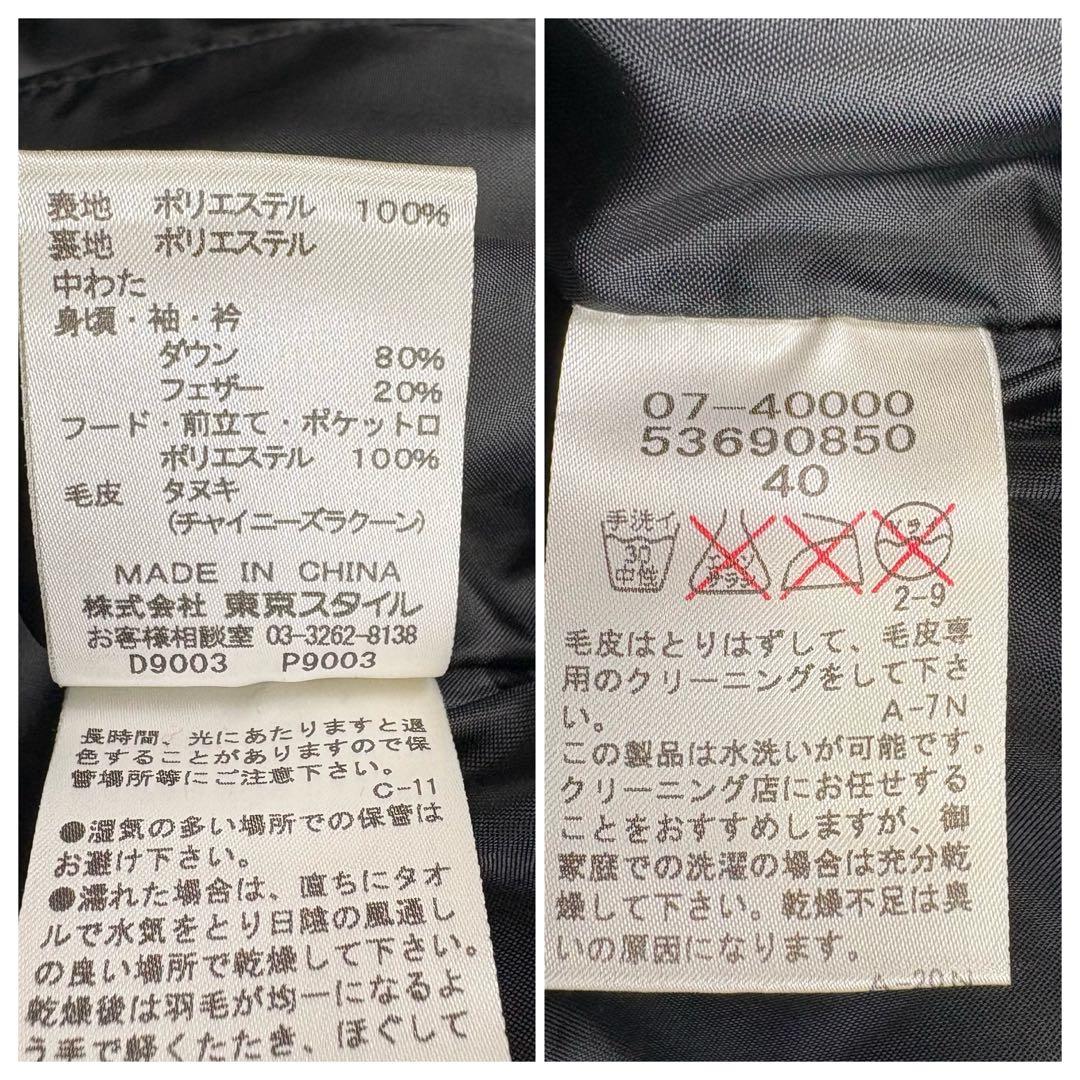 表地 ポリエステル 100%
裏地 ポリエステル
中わた
身頃・袖・衿
ダウン 80%
フェザー 20%
フード・前立て・ポケット口
ポリエステル 100%
毛皮 タヌキ
(チャイニーズラクーン)
MADE IN CHINA
株式会社 東京スタイル
お客様相談室 03-3262-8138
D9003 P9003
長時間、光にあたりますと退
色することがありますので保
管場所等にご注意下さい。
C-11
●湿気の多い場所での保管は
お避け下さい。
●濡れた場合は、直ちにタオ
ルで水気をとり日陰の風通し
の良い場所で乾燥して下さい。
乾燥後は羽毛が均一になるよ
う手で軽くたたき、ほぐして
07-40000
53690850
40
手洗イ
30
中性
エンソ
サラシ
ドライ
2-9
毛皮はとりはずして、毛皮専
用のクリーニングをして下さ
い。
A-7N
この製品は水洗いが可能です。
クリーニング店にお任せする
ことをおすすめしますが、御
家庭での洗濯の場合は充分乾
燥して下さい。乾燥不足は臭
いの原因になります。
A-20N